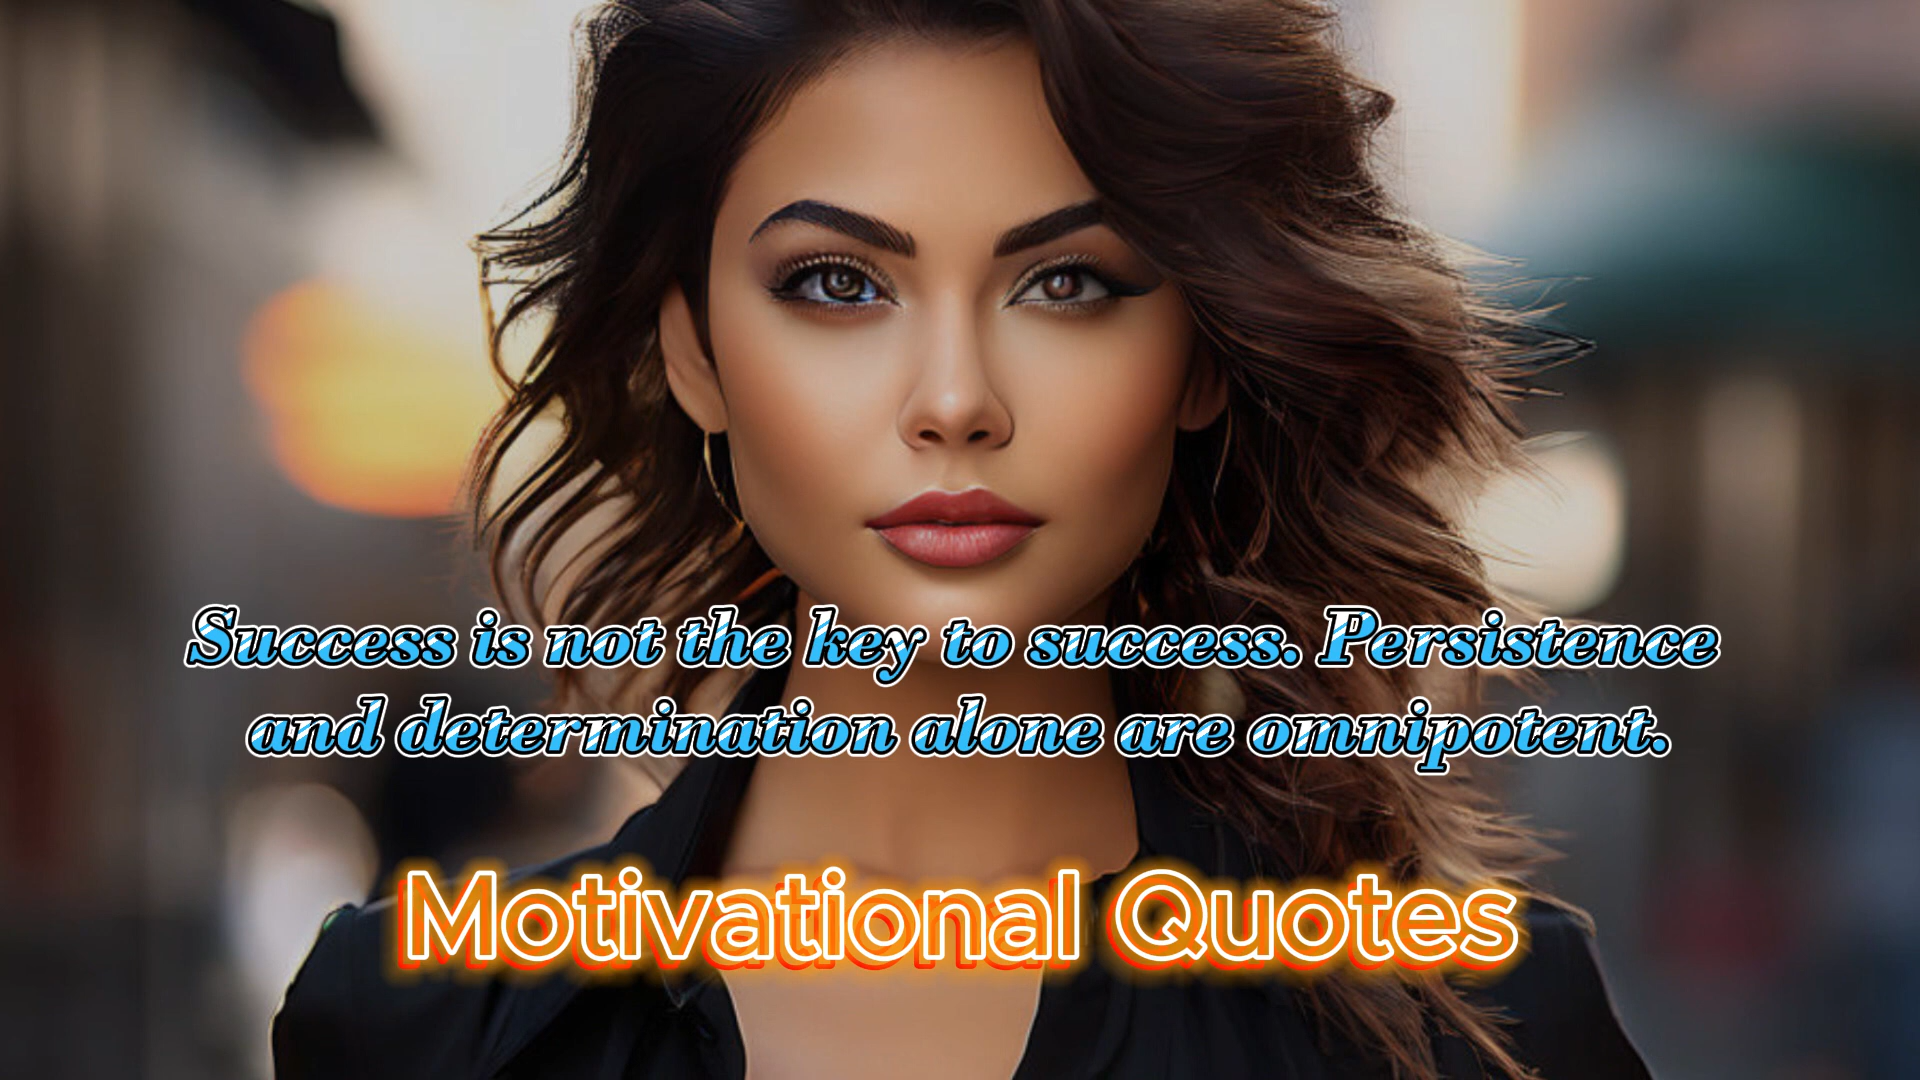 Success is not the key to success. Persistence
and determination alone are omnipotent.
Motivational Quotes